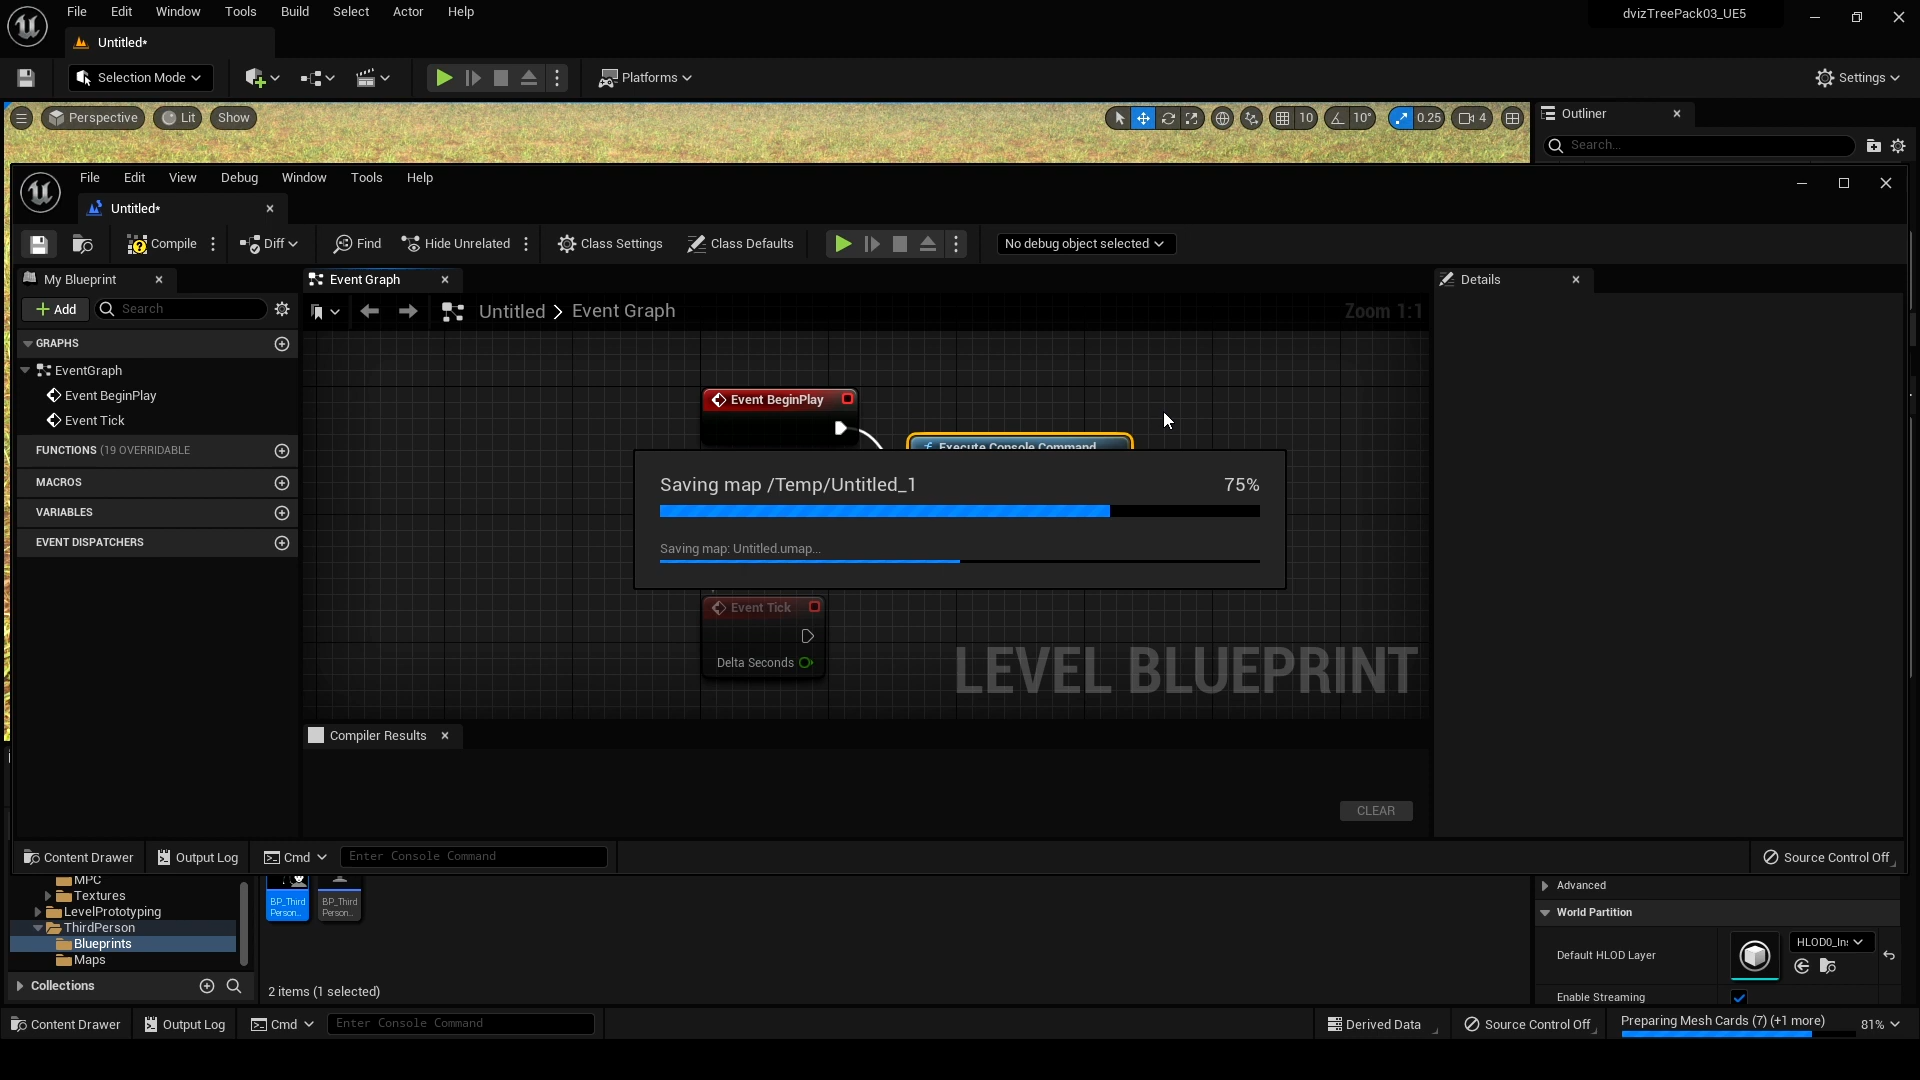 File Edit Window Tools Build Select Actor Help
dvizTreePack03_UE5
Untitled*
Selection Mode
Platforms
Settings
Perspective Lit Show
10 10° 0.25 4
Outliner
Search...
File Edit View Debug Window Tools Help
Untitled*
Compile Diff Find Hide Unrelated Class Settings Class Defaults No debug object selected
My Blueprint
Event Graph
Details
Add Search
Untitled > Event Graph
Zoom 1:1
GRAPHS
EventGraph
Event BeginPlay
Event Tick
FUNCTIONS (19 OVERRIDABLE
MACROS
VARIABLES
EVENT DISPATCHERS
Event BeginPlay
Execute Console Command
Saving map /Temp/Untitled_1 75%
Saving map: Untitled.umap...
Event Tick
Delta Seconds
LEVEL BLUEPRINT
Compiler Results
CLEAR
Content Drawer Output Log Cmd Enter Console Command
Source Control Off
MPC
Textures
LevelPrototyping
ThirdPerson
Blueprints
Maps
BP_Third
Person...
BP_Third
Person...
Advanced
World Partition
Default HLOD Layer
HLOD0_In
Enable Streaming
Collections
2 items (1 selected)
Content Drawer Output Log Cmd Enter Console Command
Derived Data Source Control Off Preparing Mesh Cards (7) (+1 more) 81%